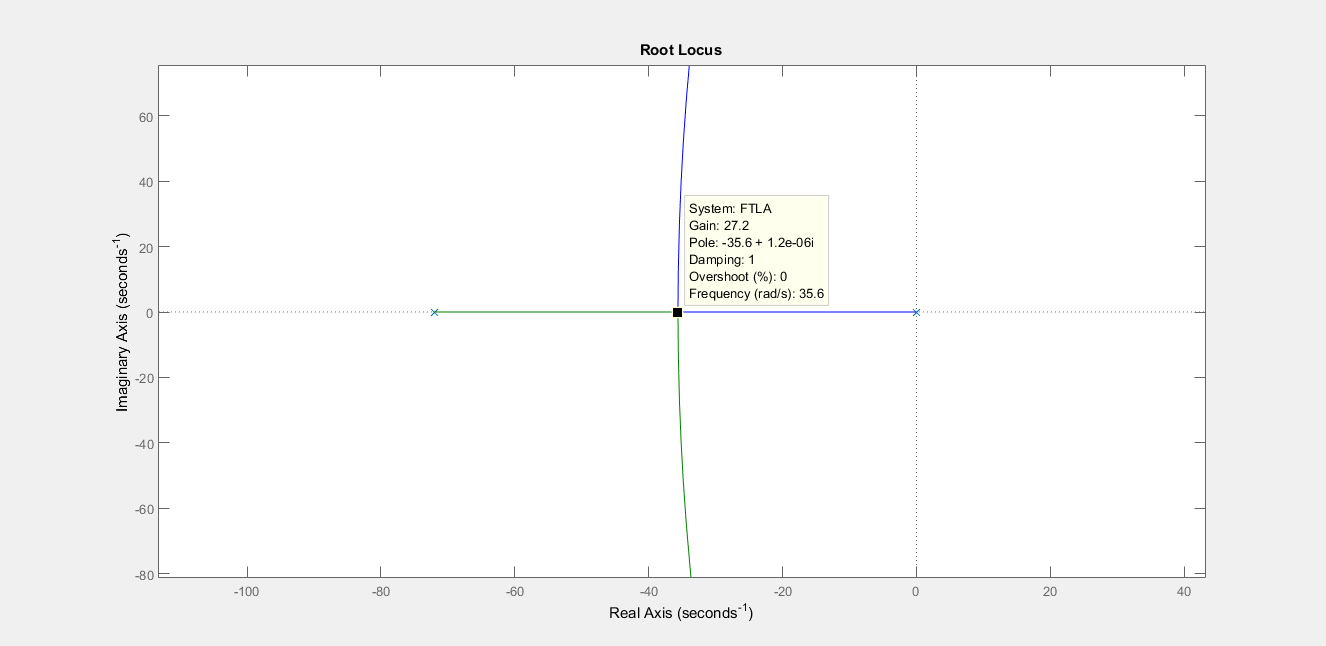 Root Locus
Imaginary Axis (seconds⁻¹)
60
40
20
0
-20
-40
-60
-80
System: FTLA
Gain: 27.2
Pole: -35.6 + 1.2e-06i
Damping: 1
Overshoot (%): 0
Frequency (rad/s): 35.6
-100
-80
-60
-40
-20
0
20
40
Real Axis (seconds⁻¹)